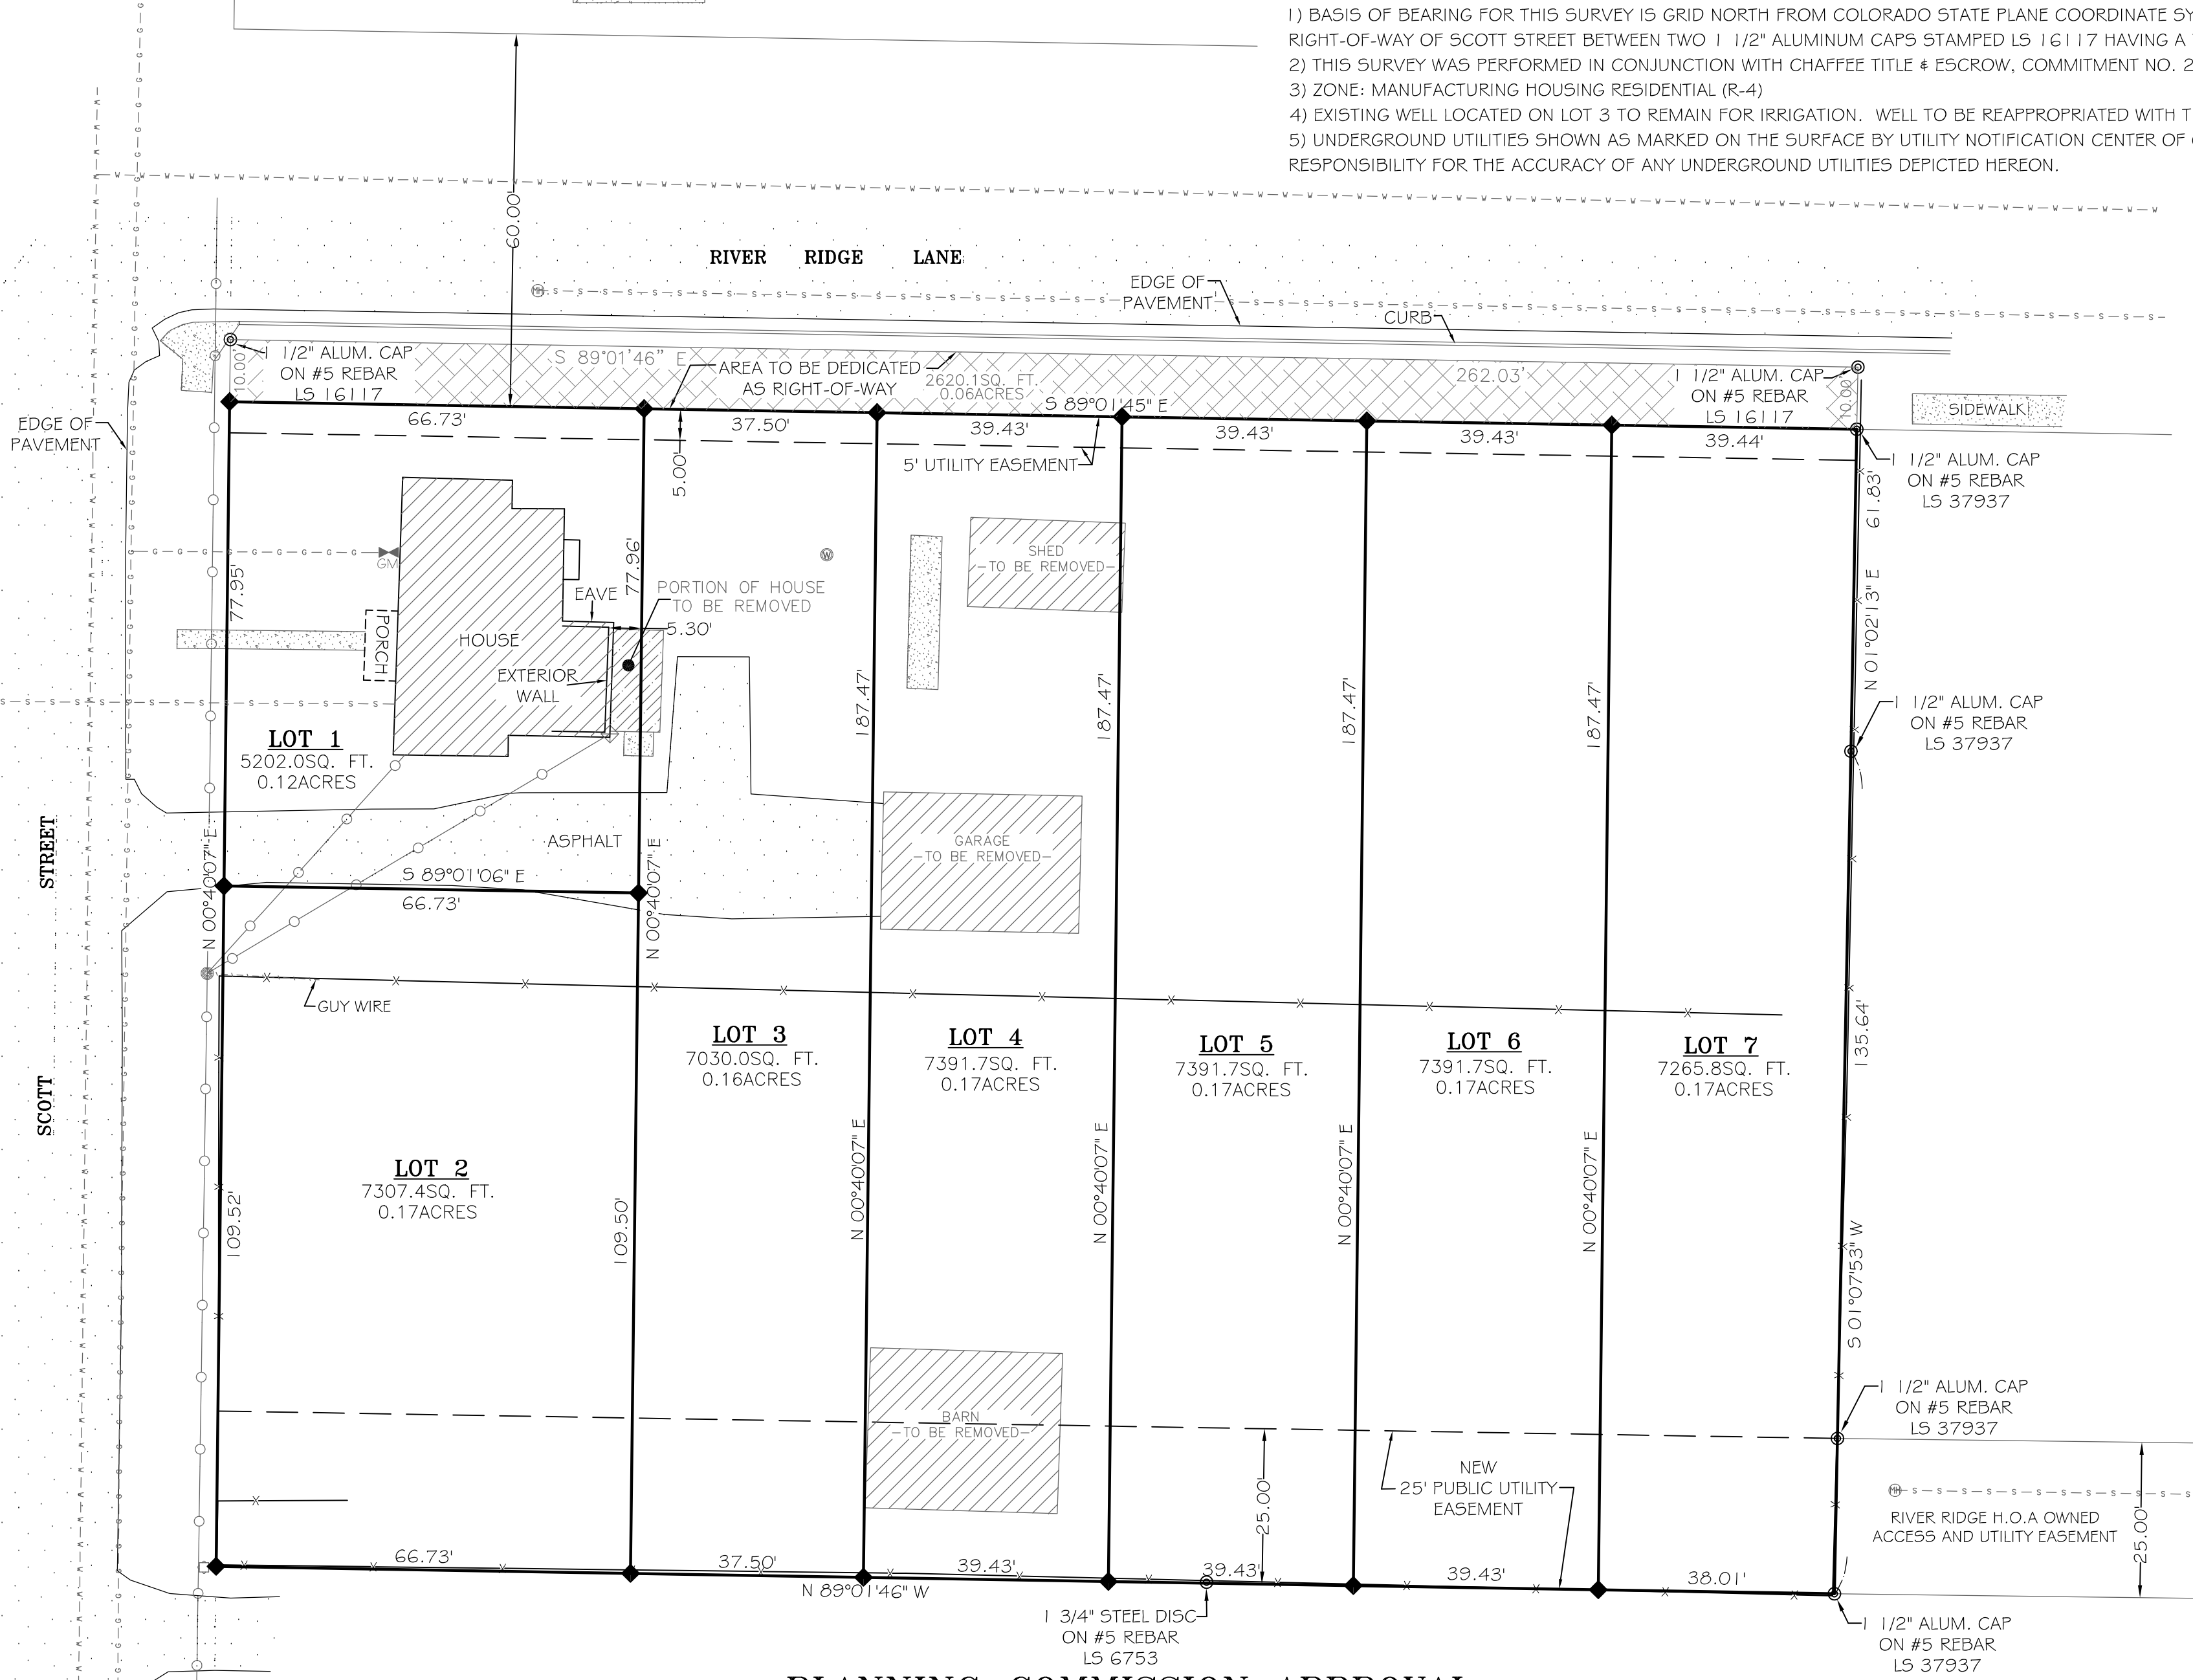 1) BASIS OF BEARING FOR THIS SURVEY IS GRID NORTH FROM COLORADO STATE PLANE COORDINATE SY
RIGHT-OF-WAY OF SCOTT STREET BETWEEN TWO 1 1/2" ALUMINUM CAPS STAMPED LS 16117 HAVING A
2) THIS SURVEY WAS PERFORMED IN CONJUNCTION WITH CHAFFEE TITLE & ESCROW, COMMITMENT NO. 2
3) ZONE: MANUFACTURING HOUSING RESIDENTIAL (R-4)
4) EXISTING WELL LOCATED ON LOT 3 TO REMAIN FOR IRRIGATION. WELL TO BE REAPPROPRIATED WITH T
5) UNDERGROUND UTILITIES SHOWN AS MARKED ON THE SURFACE BY UTILITY NOTIFICATION CENTER OF
RESPONSIBILITY FOR THE ACCURACY OF ANY UNDERGROUND UTILITIES DEPICTED HEREON.
60.00'
RIVER RIDGE LANE
MH
EDGE OF
PAVEMENT
CURB
1 1/2" ALUM. CAP
ON #5 REBAR
LS 16117
10.00'
S 89°01'46" E
AREA TO BE DEDICATED
AS RIGHT-OF-WAY
2620.1SQ. FT.
0.06ACRES
262.03'
1 1/2" ALUM. CAP
ON #5 REBAR
LS 16117
10.00
SIDEWALK
EDGE OF
PAVEMENT
66.73'
37.50'
39.43'
S 89°01'45" E
39.43'
39.43'
39.44'
5.00'
5' UTILITY EASEMENT
1 1/2" ALUM. CAP
ON #5 REBAR
LS 37937
61.83'
N 01°02'13" E
GM
77.95'
77.96'
W
SHED
TO BE REMOVED
EAVE
PORTION OF HOUSE
TO BE REMOVED
5.30'
PORCH
HOUSE
EXTERIOR
WALL
187.47'
187.47'
187.47'
187.47'
1 1/2" ALUM. CAP
ON #5 REBAR
LS 37937
LOT 1
5202.0SQ. FT.
0.12ACRES
ASPHALT
GARAGE
TO BE REMOVED
SCOTT STREET
N 00°40'07" E
S 89°01'06" E
66.73'
N 00°40'07" E
GUY WIRE
LOT 3
7030.0SQ. FT.
0.16ACRES
LOT 4
7391.7SQ. FT.
0.17ACRES
LOT 5
7391.7SQ. FT.
0.17ACRES
LOT 6
7391.7SQ. FT.
0.17ACRES
LOT 7
7265.8SQ. FT.
0.17ACRES
135.64'
LOT 2
7307.4SQ. FT.
0.17ACRES
109.52'
109.50'
N 00°40'07" E
N 00°40'07" E
N 00°40'07" E
N 00°40'07" E
S 01°07'53" W
BARN
TO BE REMOVED
1 1/2" ALUM. CAP
ON #5 REBAR
LS 37937
25.00'
NEW
25' PUBLIC UTILITY
EASEMENT
MH
RIVER RIDGE H.O.A OWNED
ACCESS AND UTILITY EASEMENT
25.00'
66.73'
37.50'
39.43'
39.43'
39.43'
38.01'
N 89°01'46" W
1 3/4" STEEL DISC
ON #5 REBAR
LS 6753
1 1/2" ALUM. CAP
ON #5 REBAR
LS 37937
PLANNING COMMISSION APPROVAL